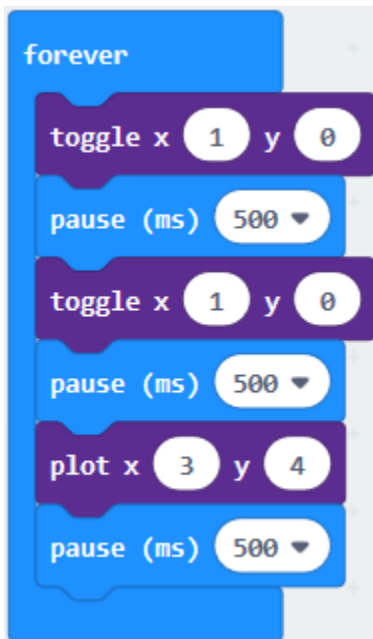 forever
toggle x 1 y 0
pause (ms) 500
toggle x 1 y 0
pause (ms) 500
plot x 3 y 4
pause (ms) 500